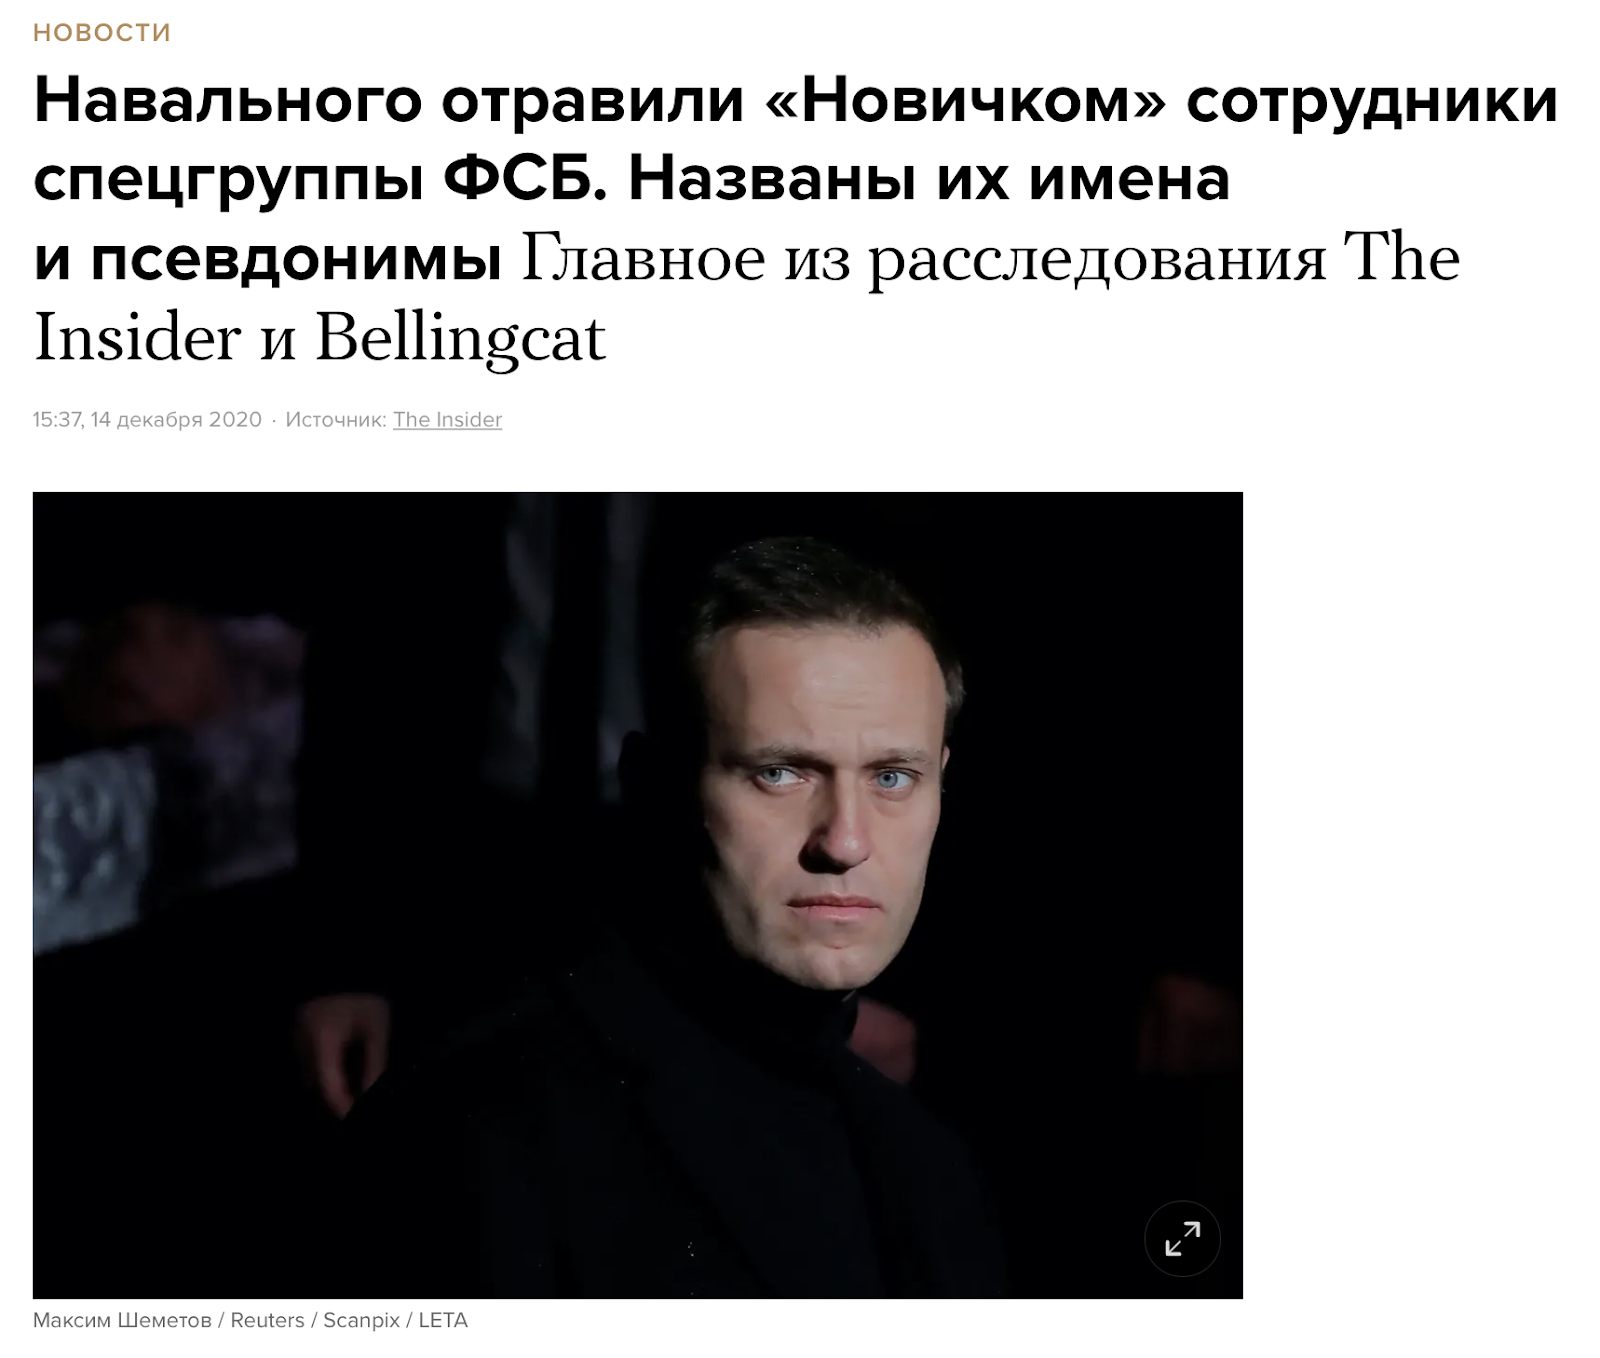 НОВОСТИ
Навального отравили «Новичком» сотрудники
спецгруппы ФСБ. Названы их имена
и псевдонимы Главное из расследования The
Insider и Bellingcat
15:37, 14 декабря 2020 · Источник: The Insider
Максим Шеметов / Reuters / Scanpix / LETA